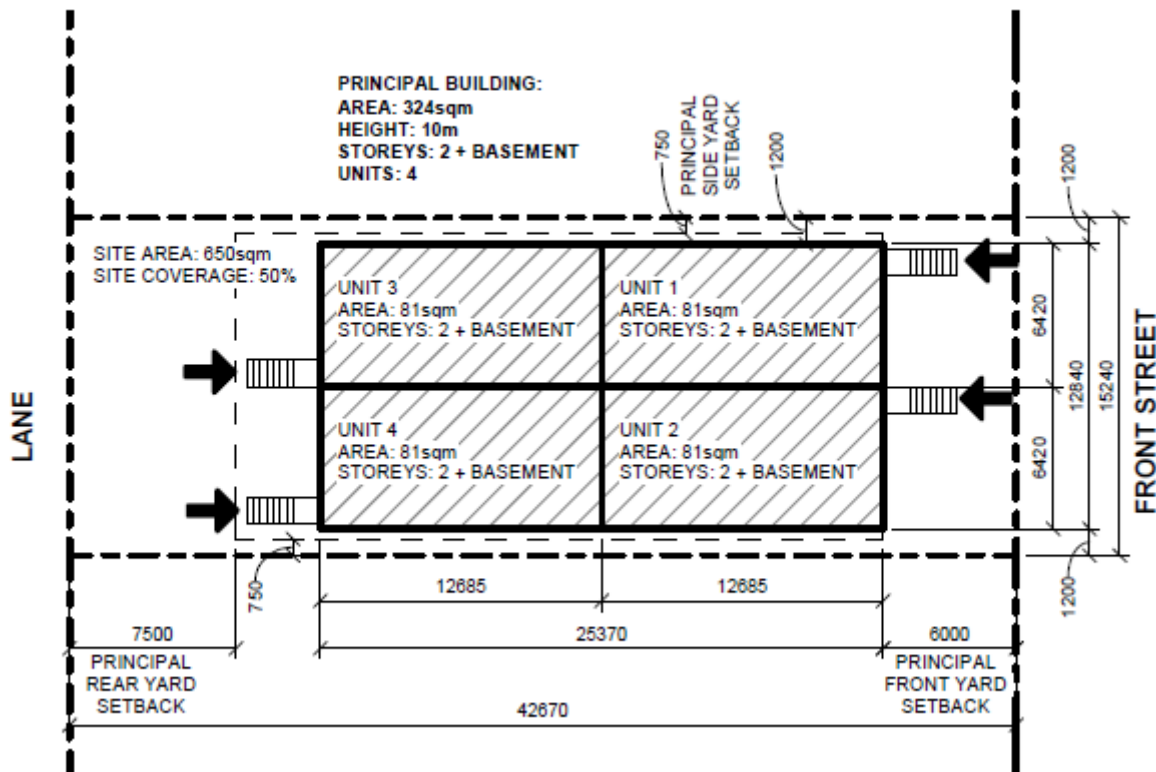 PRINCIPAL BUILDING:
AREA: 324sqm
HEIGHT: 10m
STOREYS: 2 + BASEMENT
UNITS: 4
750
PRINCIPAL
SIDE YARD
SETBACK
1200
1200
SITE AREA: 650sqm
SITE COVERAGE: 50%
UNIT 3
AREA: 81sqm
STOREYS: 2 + BASEMENT
UNIT 1
AREA: 81sqm
STOREYS: 2 + BASEMENT
UNIT 4
AREA: 81sqm
STOREYS: 2 + BASEMENT
UNIT 2
AREA: 81sqm
STOREYS: 2 + BASEMENT
6420
6420
12840
15240
LANE
FRONT STREET
750
1200
12685
12685
7500
25370
6000
PRINCIPAL
REAR YARD
SETBACK
PRINCIPAL
FRONT YARD
SETBACK
42670